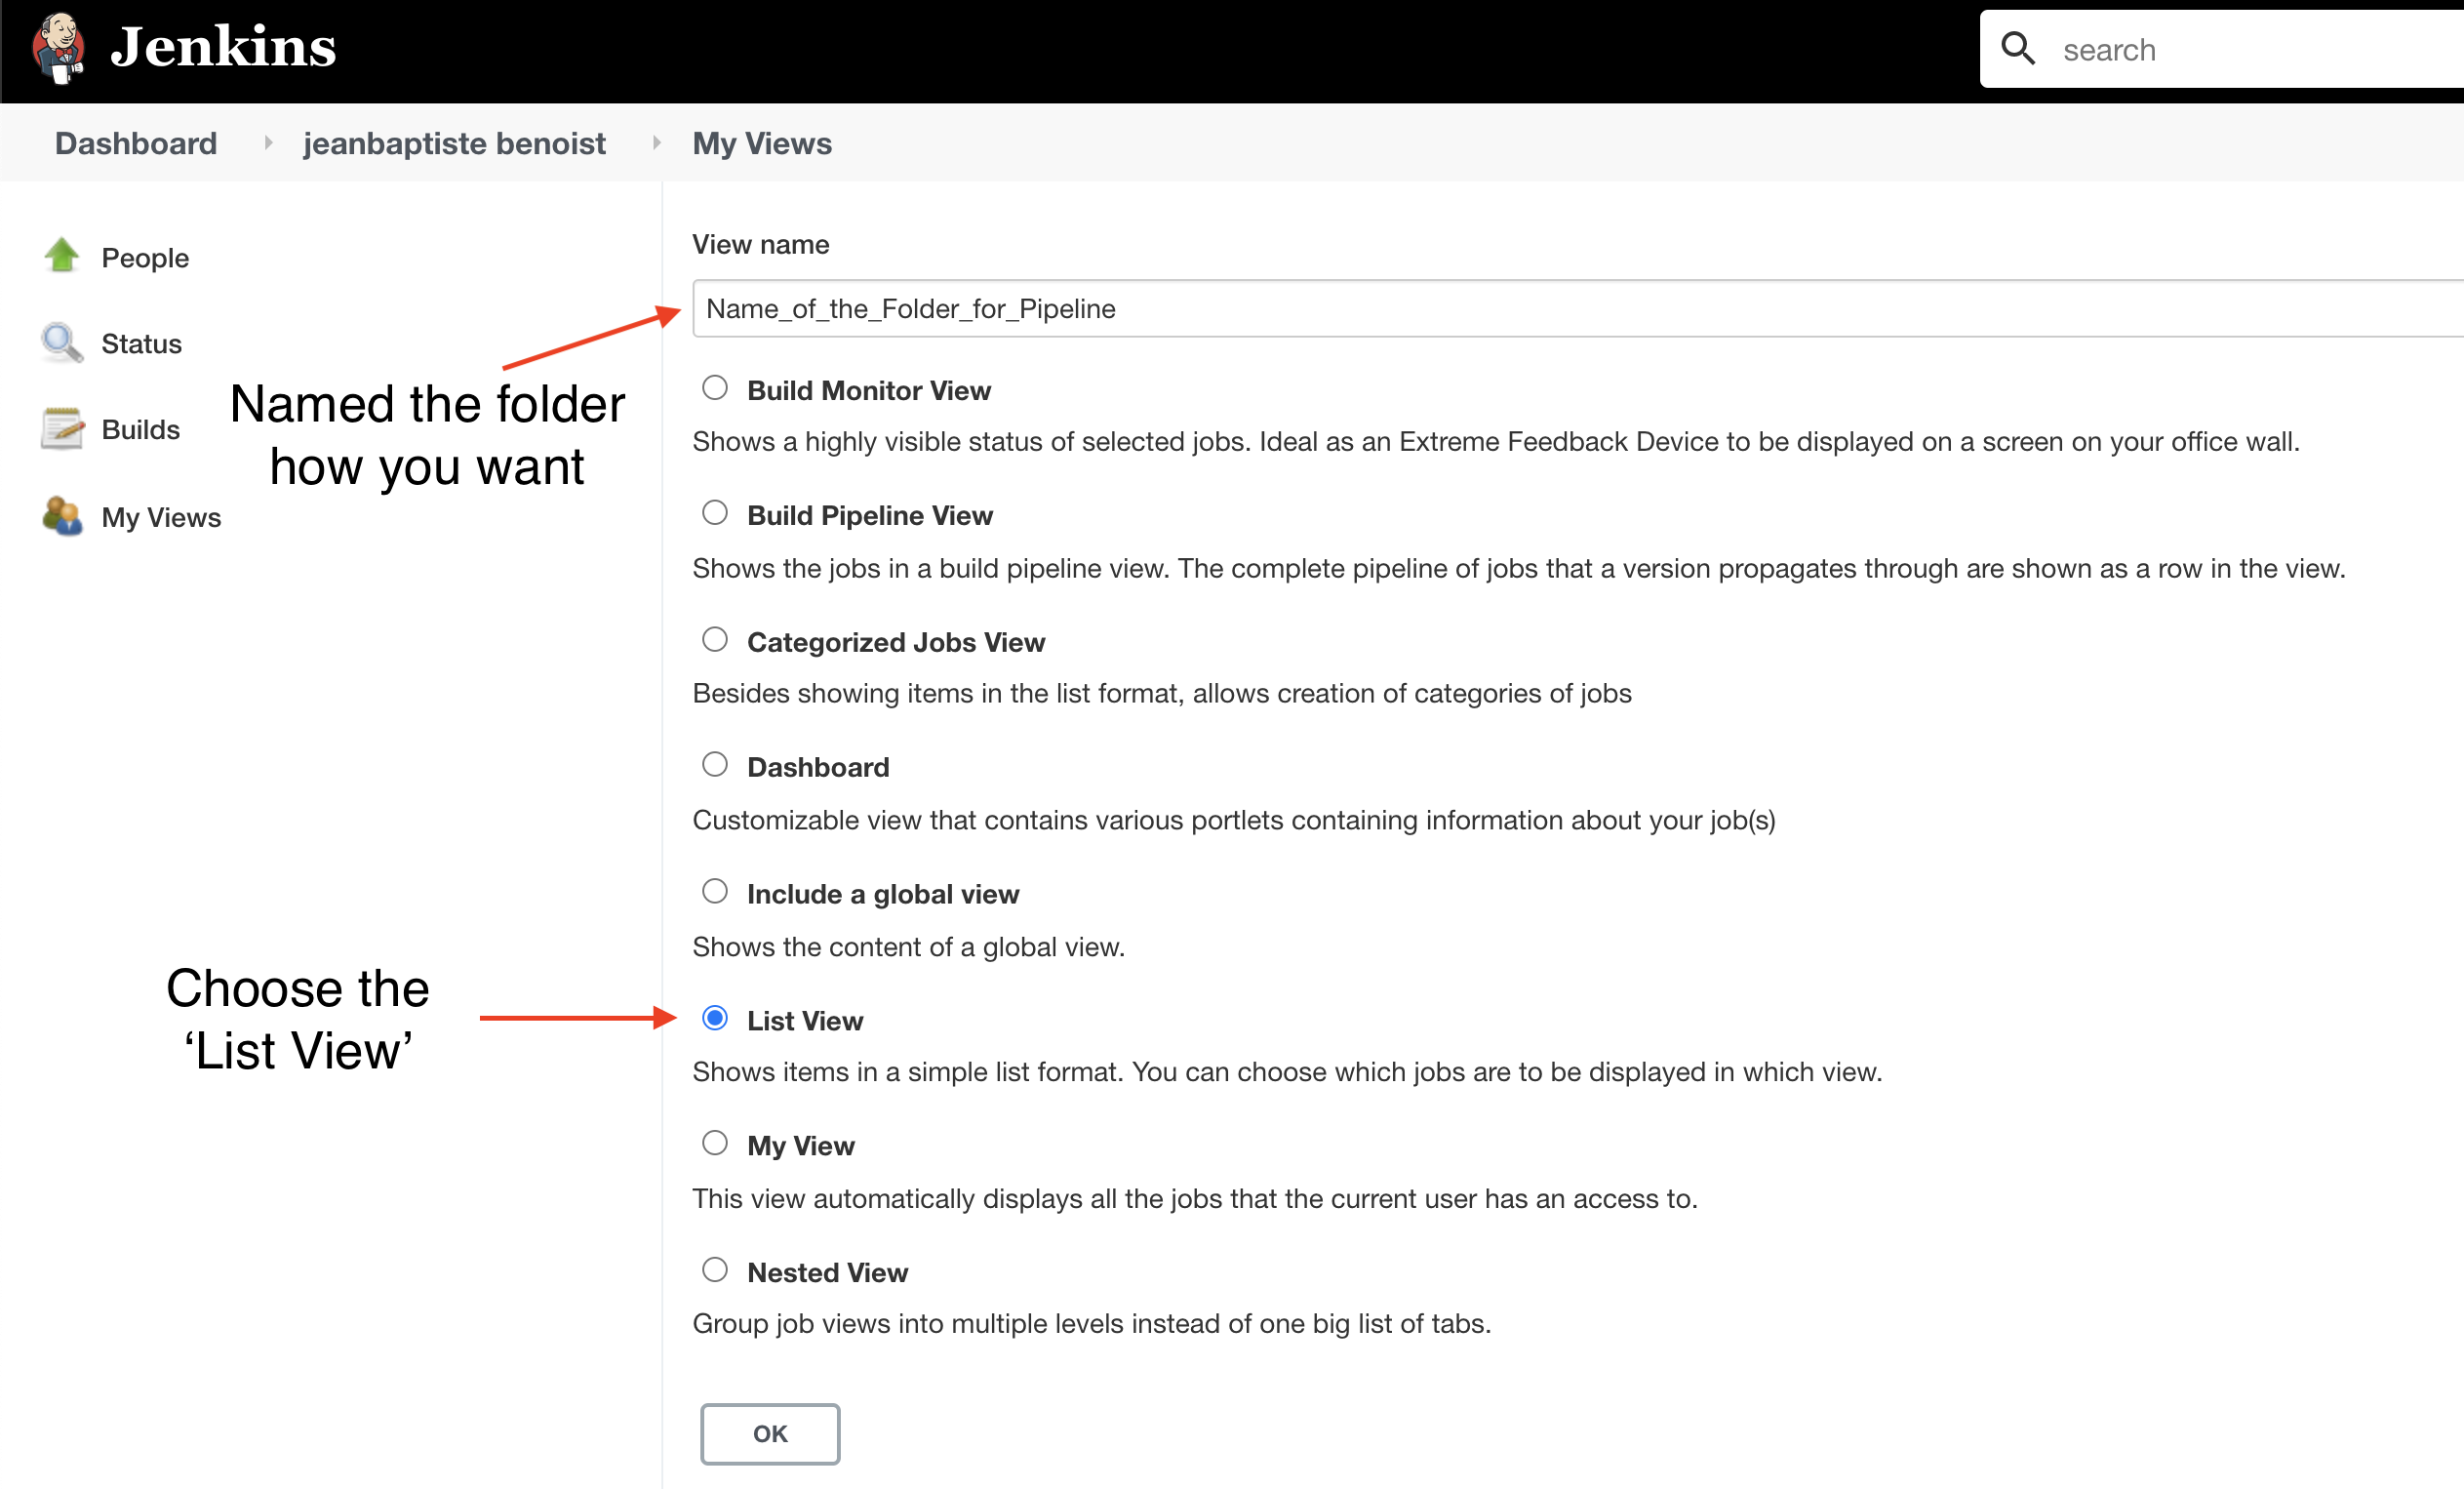 Jenkins
search
Dashboard jeanbaptiste benoist My Views
People
Status
Builds
My Views
Named the folder
how you want
Choose the
‘List View’
View name
Name_of_the_Folder_for_Pipeline
Build Monitor View
Shows a highly visible status of selected jobs. Ideal as an Extreme Feedback Device to be displayed on a screen on your office wall.
Build Pipeline View
Shows the jobs in a build pipeline view. The complete pipeline of jobs that a version propagates through are shown as a row in the view.
Categorized Jobs View
Besides showing items in the list format, allows creation of categories of jobs
Dashboard
Customizable view that contains various portlets containing information about your job(s)
Include a global view
Shows the content of a global view.
List View
Shows items in a simple list format. You can choose which jobs are to be displayed in which view.
My View
This view automatically displays all the jobs that the current user has an access to.
Nested View
Group job views into multiple levels instead of one big list of tabs.
OK